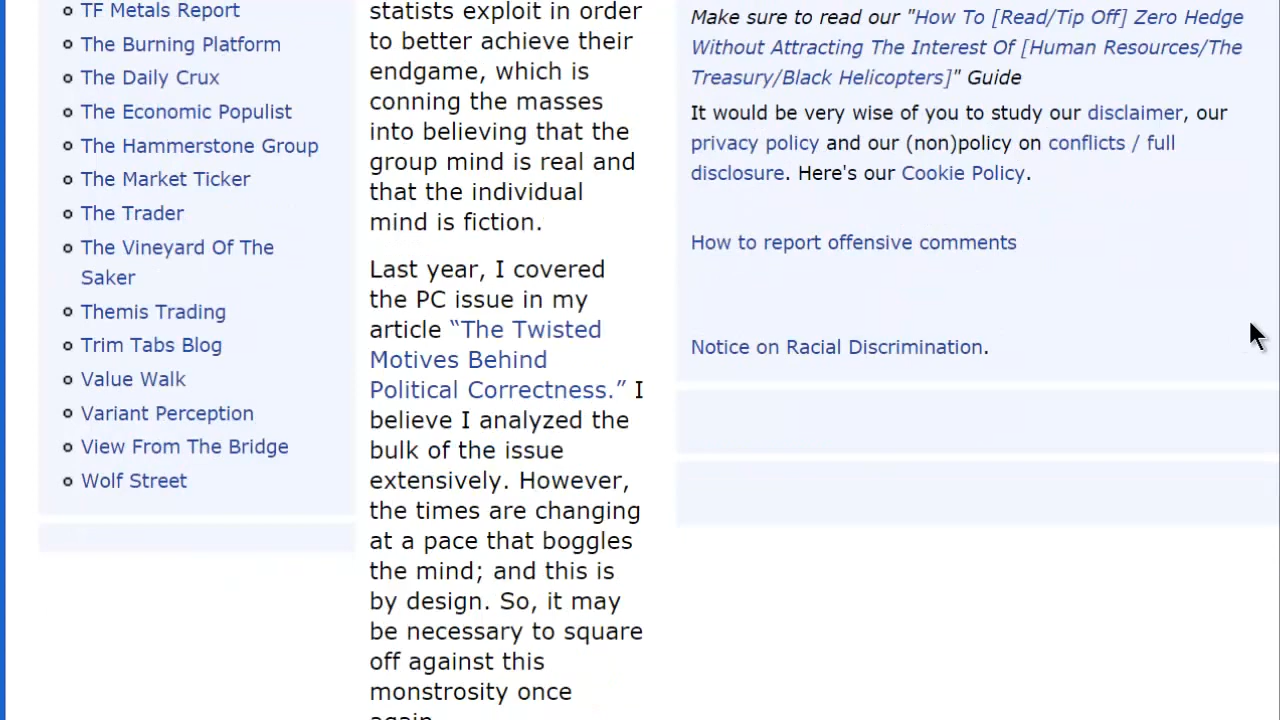 TF Metals Report
The Burning Platform
The Daily Crux
The Economic Populist
The Hammerstone Group
The Market Ticker
The Trader
The Vineyard Of The
Saker
Themis Trading
Trim Tabs Blog
Value Walk
Variant Perception
View From The Bridge
Wolf Street
statists exploit in order
to better achieve their
endgame, which is
conning the masses
into believing that the
group mind is real and
that the individual
mind is fiction.
Last year, I covered
the PC issue in my
article “The Twisted
Motives Behind
Political Correctness.” I
believe I analyzed the
bulk of the issue
extensively. However,
the times are changing
at a pace that boggles
the mind; and this is
by design. So, it may
be necessary to square
off against this
monstrosity once
again.
Make sure to read our "How To [Read/Tip Off] Zero Hedge
Without Attracting The Interest Of [Human Resources/The
Treasury/Black Helicopters]" Guide
It would be very wise of you to study our disclaimer, our
privacy policy and our (non)policy on conflicts / full
disclosure. Here's our Cookie Policy.
How to report offensive comments
Notice on Racial Discrimination.